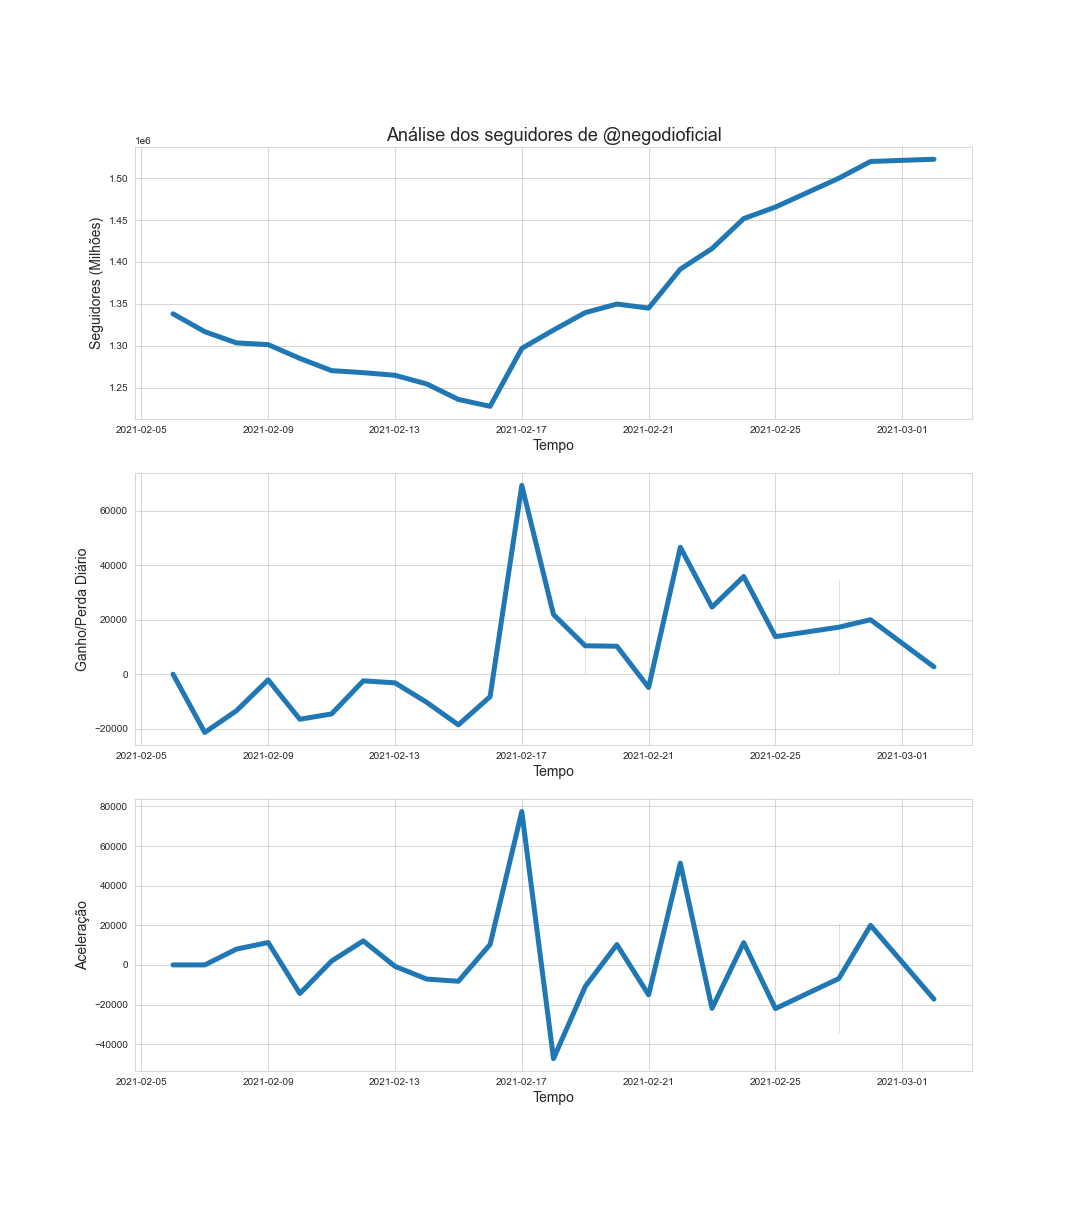 Análise dos seguidores de @negodioficial
1e6
1.50
1.45
1.40
1.35
1.30
1.25
Seguidores (Milhões)
2021-02-05 2021-02-09 2021-02-13 2021-02-17 2021-02-21 2021-02-25 2021-03-01
Tempo
60000
40000
20000
0
−20000
Ganho/Perda Diário
2021-02-05 2021-02-09 2021-02-13 2021-02-17 2021-02-21 2021-02-25 2021-03-01
Tempo
80000
60000
40000
20000
0
−20000
−40000
Aceleração
2021-02-05 2021-02-09 2021-02-13 2021-02-17 2021-02-21 2021-02-25 2021-03-01
Tempo